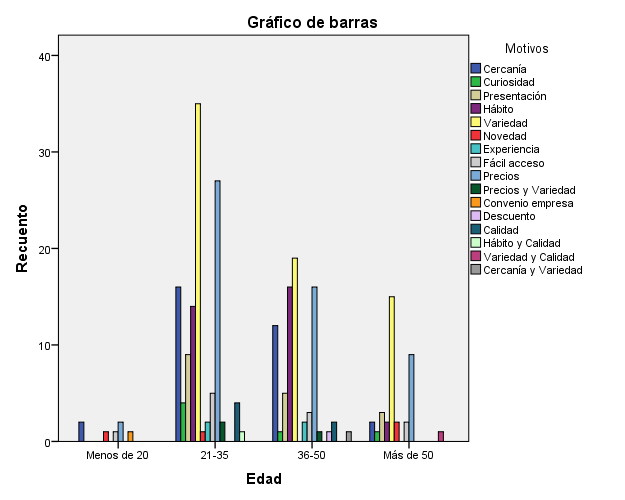 Gráfico de barras
Motivos
Cercanía
Curiosidad
Presentación
Hábito
Variedad
Novedad
Experiencia
Fácil acceso
Precios
Precios y Variedad
Convenio empresa
Descuento
Calidad
Hábito y Calidad
Variedad y Calidad
Cercanía y Variedad
Recuento
40
30
20
10
0
Menos de 20
21-35
36-50
Más de 50
Edad